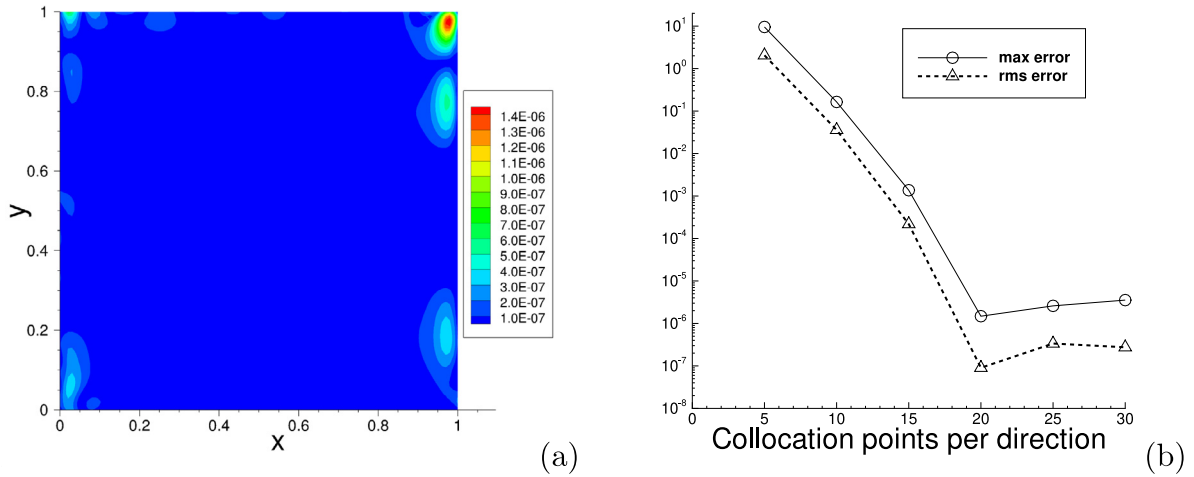 1
0.8
0.6
0.4
0.2
0
y
0
0.2
0.4
0.6
0.8
1
x
1.4E-06
1.3E-06
1.2E-06
1.1E-06
1.0E-06
9.0E-07
8.0E-07
7.0E-07
6.0E-07
5.0E-07
4.0E-07
3.0E-07
2.0E-07
1.0E-07
(a)
10¹
10⁰
10⁻¹
10⁻²
10⁻³
10⁻⁴
10⁻⁵
10⁻⁶
10⁻⁷
10⁻⁸
max error
rms error
0
5
10
15
20
25
30
Collocation points per direction
(b)